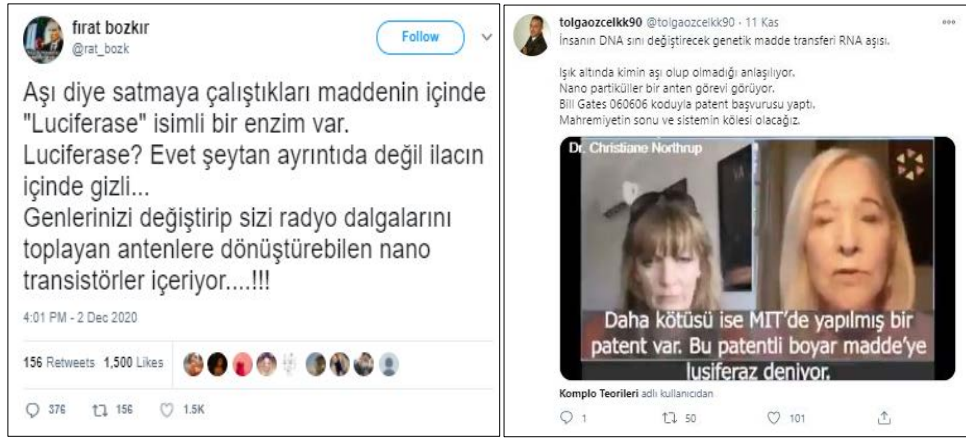 fırat bozkır
@rat_bozk
Follow
Aşı diye satmaya çalıştıkları maddenin içinde
"Luciferase" isimli bir enzim var.
Luciferase? Evet şeytan ayrıntıda değil ilacın
içinde gizli...
Genlerinizi değiştirip sizi radyo dalgalarını
toplayan antenlere dönüştürebilen nano
transistörler içeriyor....!!!
4:01 PM - 2 Dec 2020
156 Retweets 1,500 Likes
376 156 1.5K
tolgaozcelkk90 @tolgaozcelkk90 · 11 Kas
İnsanın DNA sını değiştirecek genetik madde transferi RNA aşısı.
Işık altında kimin aşı olup olmadığı anlaşılıyor.
Nano partiküller bir anten görevi görüyor.
Bill Gates 060606 koduyla patent başvurusu yaptı.
Mahremiyetin sonu ve sistemin kölesi olacağız.
Dr. Christiane Northrup
Daha kötüsü ise MIT'de yapılmış bir
patent var. Bu patentli boyar madde'ye
lusiferaz deniyor.
Komplo Teorileri adlı kullanıcıdan
1 50 101